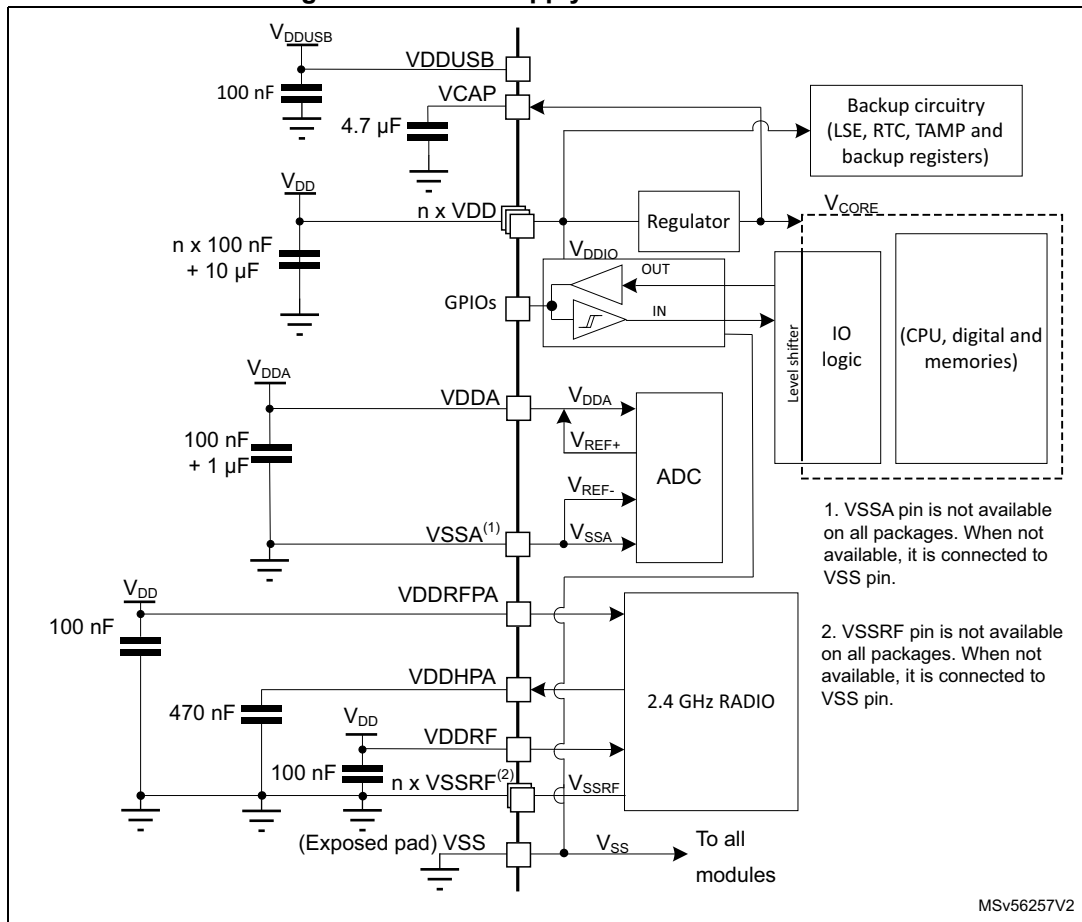 VDDUSB
VDDUSB
100 nF
VCAP
4.7 µF
Backup circuitry
(LSE, RTC, TAMP and
backup registers)
VDD
n x VDD
n x 100 nF
+ 10 µF
Regulator
VCORE
VDDIO
OUT
IN
GPIOs
Level shifter
IO
logic
(CPU, digital and
memories)
VDDA
VDDA
100 nF
+ 1 µF
VDDA
VREF+
VREF-
VSSA
ADC
VSSA(1)
1. VSSA pin is not available
on all packages. When not
available, it is connected to
VSS pin.
VDD
VDDRFPA
100 nF
2. VSSRF pin is not available
on all packages. When not
available, it is connected to
VSS pin.
VDDHPA
470 nF
2.4 GHz RADIO
VDD
VDDRF
100 nF
n x VSSRF(2)
VSSRF
(Exposed pad) VSS
VSS
To all
modules
MSv56257V2